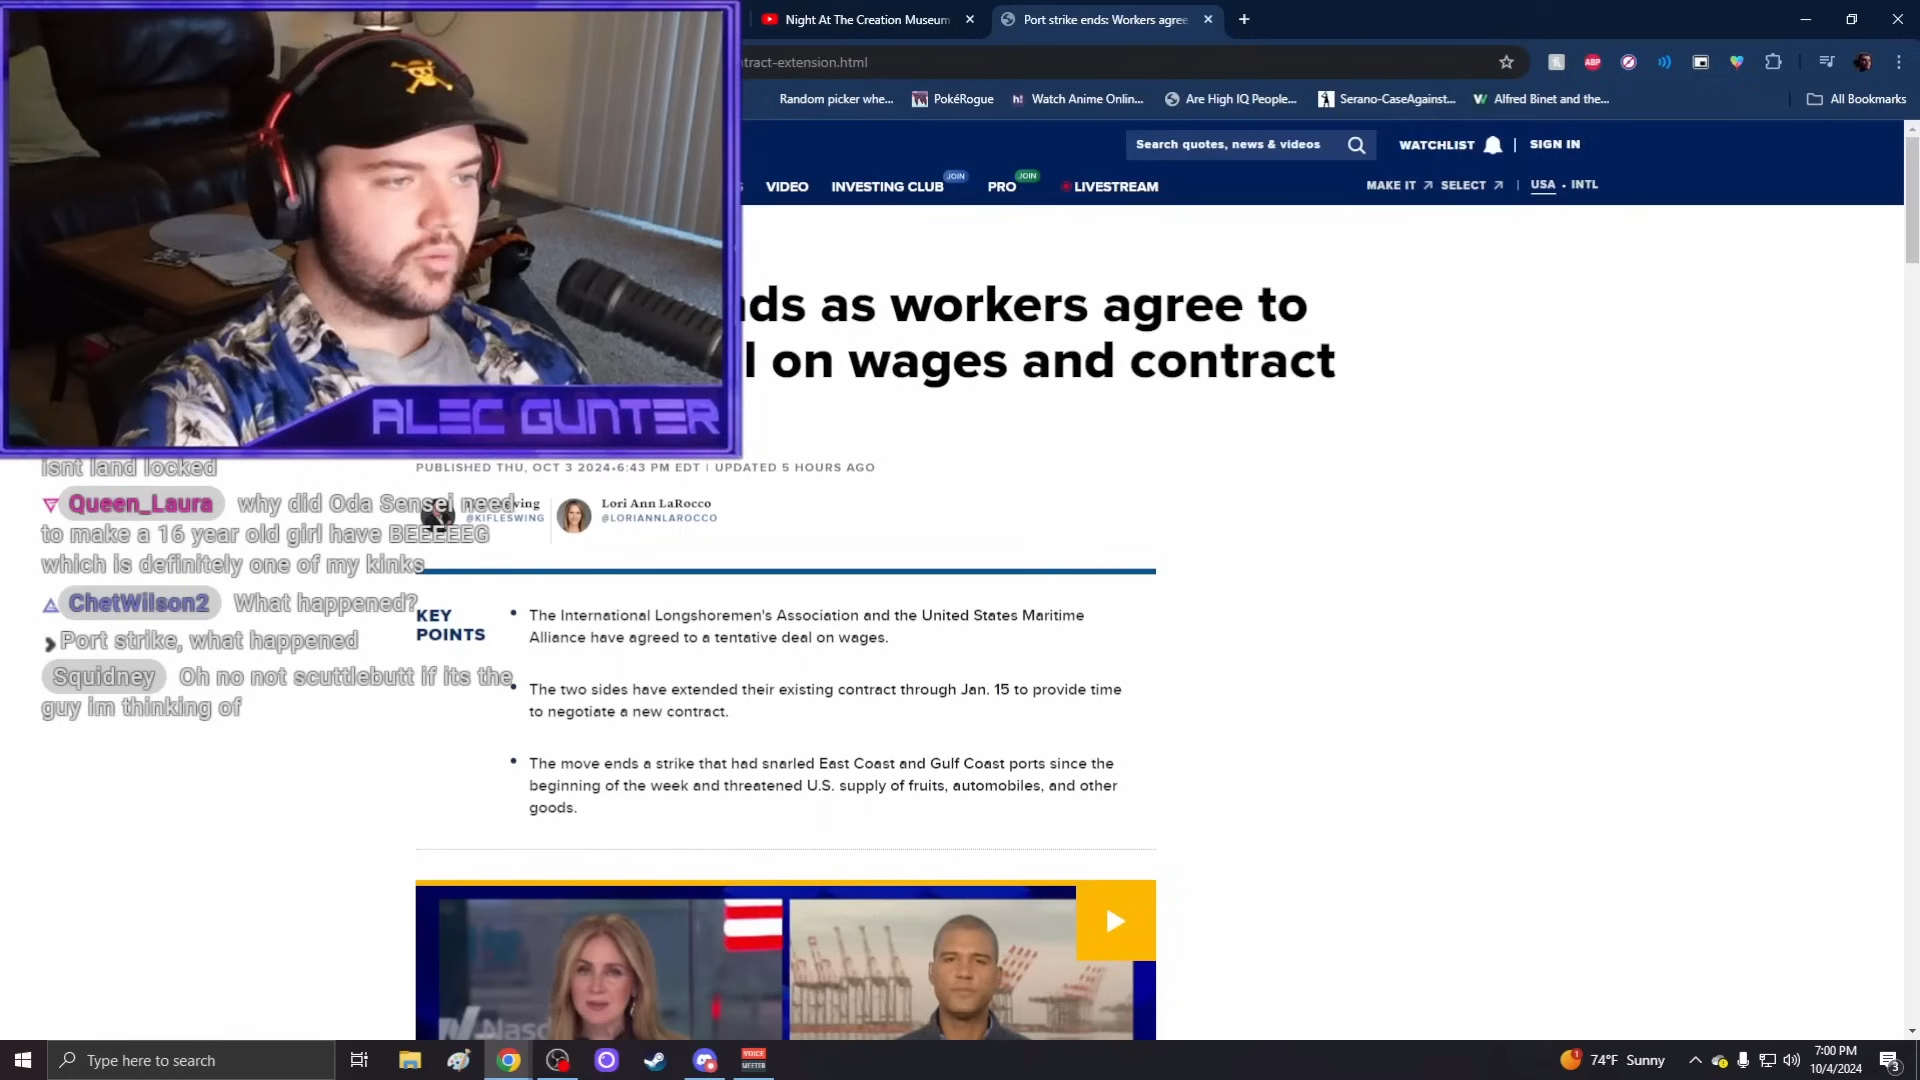 Night At The Creation Museum
Port strike ends: Workers agree
tract-extension.html
ABP
Random picker whe...
PokéRogue
h!
Watch Anime Onlin...
Are High IQ People...
Serano-CaseAgainst...
Alfred Binet and the...
All Bookmarks
Search quotes, news & videos
WATCHLIST
SIGN IN
VIDEO
INVESTING CLUB
JOIN
PRO
JOIN
LIVESTREAM
MAKE IT
SELECT
USA • INTL
nds as workers agree to
l on wages and contract
ALEC GUNTER
PUBLISHED THU, OCT 3 2024•6:43 PM EDT | UPDATED 5 HOURS AGO
@KIFLESWING
Lori Ann LaRocco
@LORIANNLAROCCO
isnt land locked
Queen_Laura why did Oda Sensei need
to make a 16 year old girl have BEEEEEG
which is definitely one of my kinks
ChetWilson2 What happened?
Port strike, what happened
Squidney Oh no not scuttlebutt if its the
guy im thinking of
KEY
POINTS
The International Longshoremen's Association and the United States Maritime
Alliance have agreed to a tentative deal on wages.
The two sides have extended their existing contract through Jan. 15 to provide time
to negotiate a new contract.
The move ends a strike that had snarled East Coast and Gulf Coast ports since the
beginning of the week and threatened U.S. supply of fruits, automobiles, and other
goods.
Type here to search
VOICE
MEETER
1
74°F Sunny
7:00 PM
10/4/2024
3